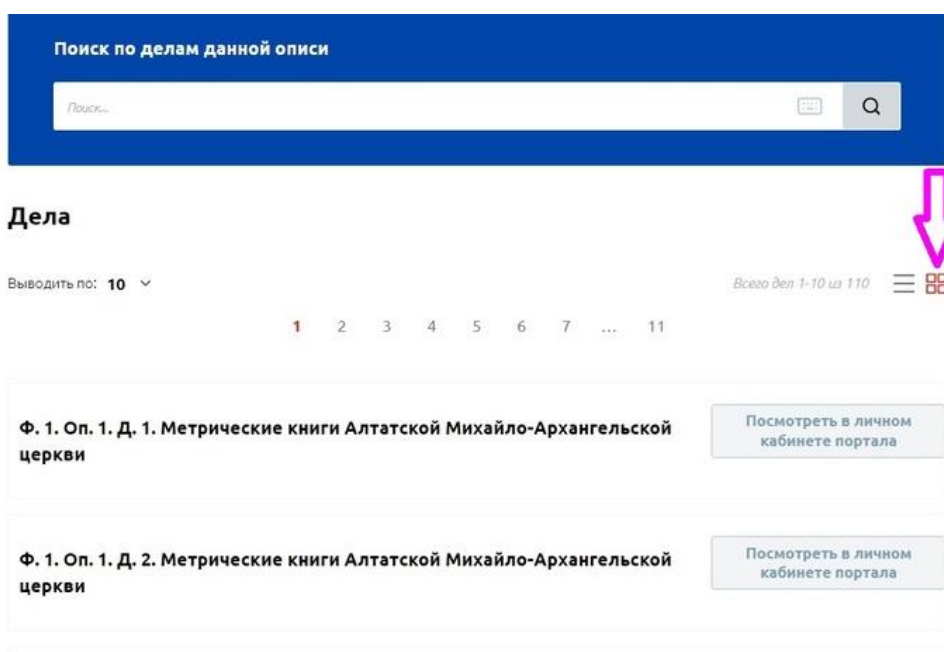 Поиск по делам данной описи
Поиск...
Дела
Выводить по: 10
Всего дел 1-10 из 110
1 2 3 4 5 6 7 ... 11
Ф. 1. Оп. 1. Д. 1. Метрические книги Алтатской Михайло-Архангельской
церкви
Посмотреть в личном
кабинете портала
Ф. 1. Оп. 1. Д. 2. Метрические книги Алтатской Михайло-Архангельской
церкви
Посмотреть в личном
кабинете портала